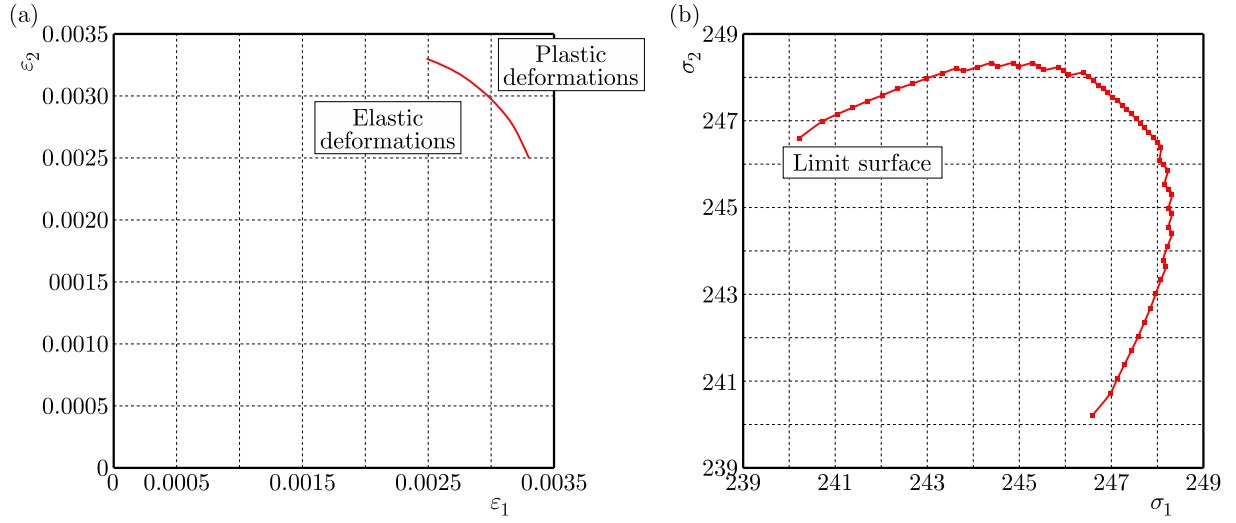 (a)
0.0035
ε2
0.0030
0.0025
0.0020
00015
0.0010
0.0005
0
Plastic
deformations
Elastic
deformations
0 0.0005 0.0015 0.0025 0.0035
ε1
(b)
249
σ2
247
245
243
241
239
Limit surface
239 241 243 245 247 249
σ1